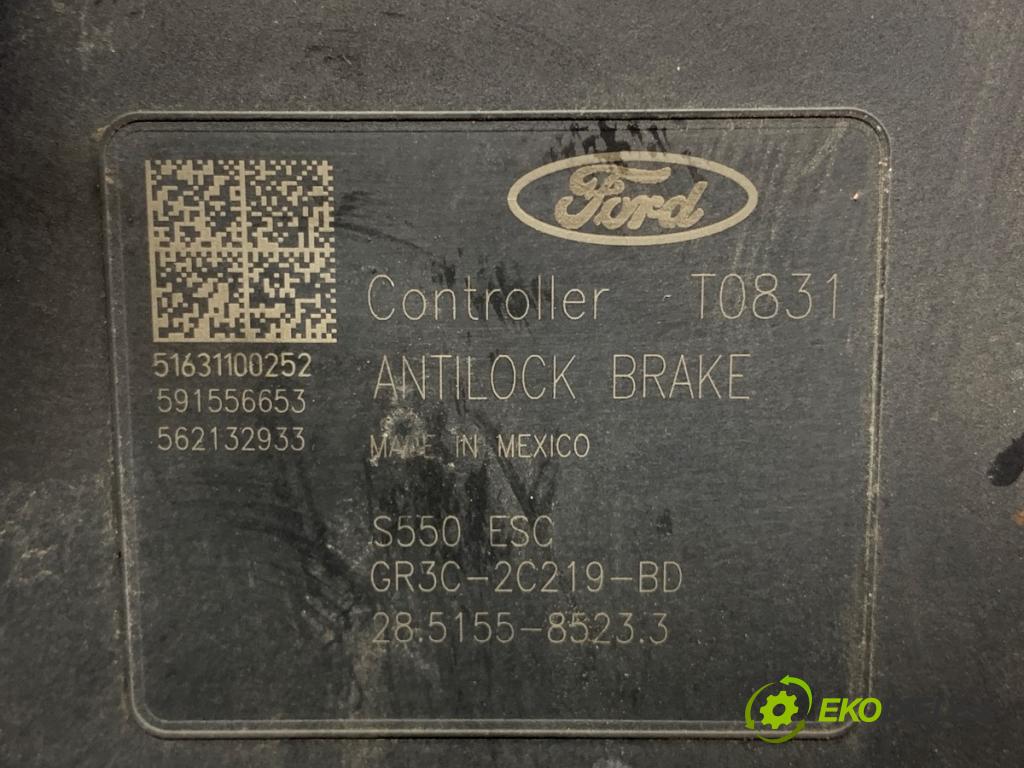 Ford
Controller T0831
51631100252
ANTILOCK BRAKE
591556653
562132933
MADE IN MEXICO
S550 ESC
GR3C-2C219-BD
28.5155-8523.3
EKO